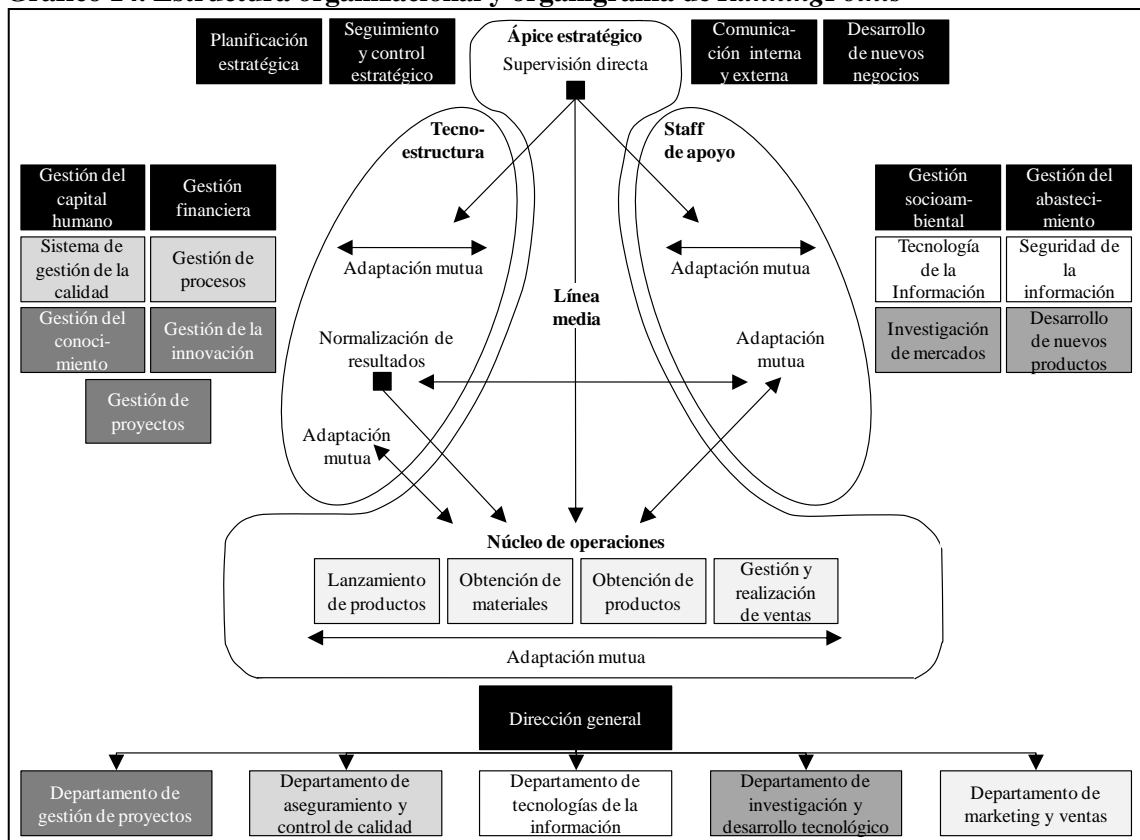 Estructura organizacional y organigrama de
Planificación
estratégica
Seguimiento
y control
estratégico
Ápice estratégico
Supervisión directa
Comunica-
ción interna
y externa
Desarrollo
de nuevos
negocios
Tecno-
estructura
Staff
de apoyo
Gestión del
capital
humano
Gestión
financiera
Sistema de
gestión de la
calidad
Gestión de
procesos
Gestión del
conoci-
miento
Gestión de la
innovación
Gestión de
proyectos
Gestión
socioam-
biental
Gestión del
abasteci-
miento
Tecnología
de la
Información
Seguridad de
la
información
Investigación
de mercados
Desarrollo
de nuevos
productos
Adaptación mutua
Adaptación mutua
Línea
media
Normalización de
resultados
Adaptación
mutua
Adaptación
mutua
Núcleo de operaciones
Lanzamiento
de productos
Obtención de
materiales
Obtención de
productos
Gestión y
realización
de ventas
Adaptación mutua
Dirección general
Departamento de
gestión de proyectos
Departamento de
aseguramiento y
control de calidad
Departamento de
tecnologías de la
información
Departamento de
investigación y
desarrollo tecnológico
Departamento de
marketing y ventas